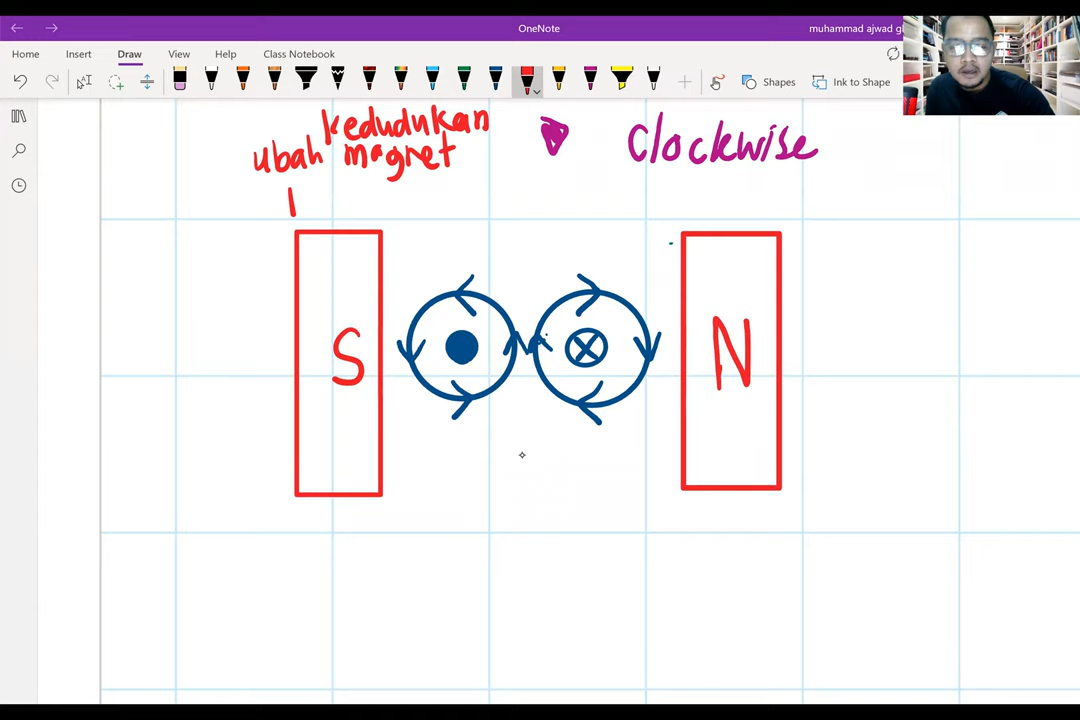 OneNote
muhammad ajwad g
Home Insert Draw View Help Class Notebook
Shapes Ink to Shape
kedudukan
ubah magnet
Clockwise
S
N